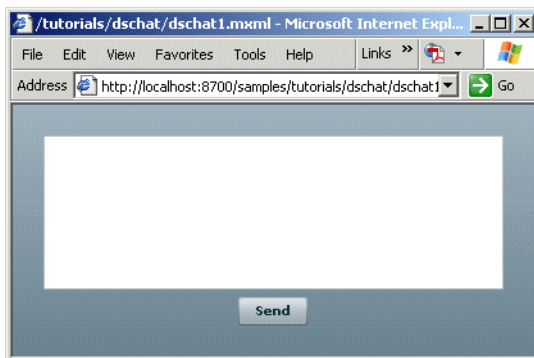 /tutorials/dschat/dschat1.mxml - Microsoft Internet Expl...
File Edit View Favorites Tools Help Links »
Address http://localhost:8700/samples/tutorials/dschat/dschat1 Go
Send